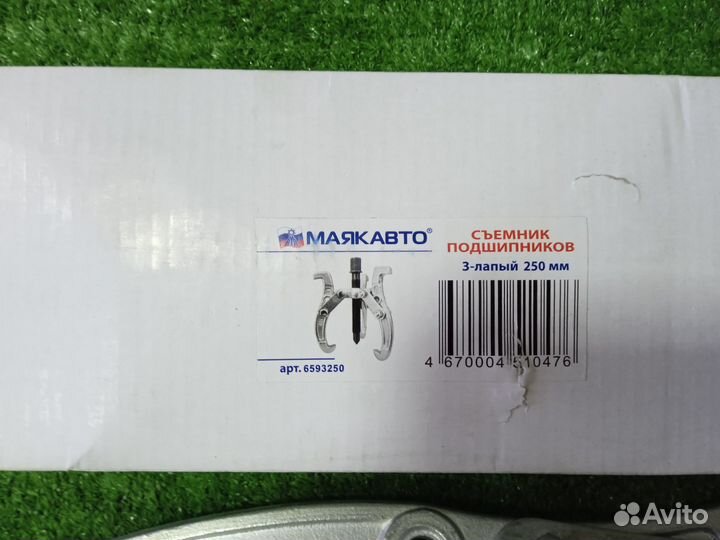 МАЯКАВТО®
СЪЕМНИК
ПОДШИПНИКОВ
3-лапый 250 мм
арт. 6593250
4 670004 510476
Avito